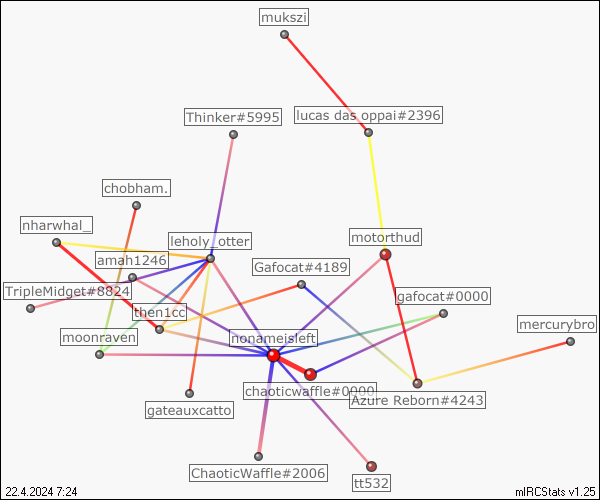 mukszi
Thinker#5995
lucas das oppai#2396
chobham.
nharwhal_
leholy_otter
motorthud
amah1246
Gafocat#4189
TripleMidget#8824
gafocat#0000
then1cc
mercurybro
moonraven
nonameisleft
chaoticwaffle#0000
Azure Reborn#4243
gateauxcatto
ChaoticWaffle#2006
tt532
22.4.2024 7:24
mIRCStats v1.25